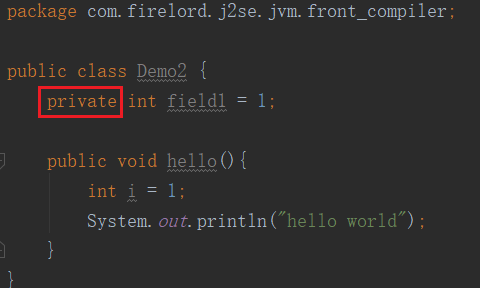 package com.firelord.j2se.jvm.front_compiler;
public class Demo2 {
private int field1 = 1;
public void hello(){
int i = 1;
System.out.println("hello world");
}
}